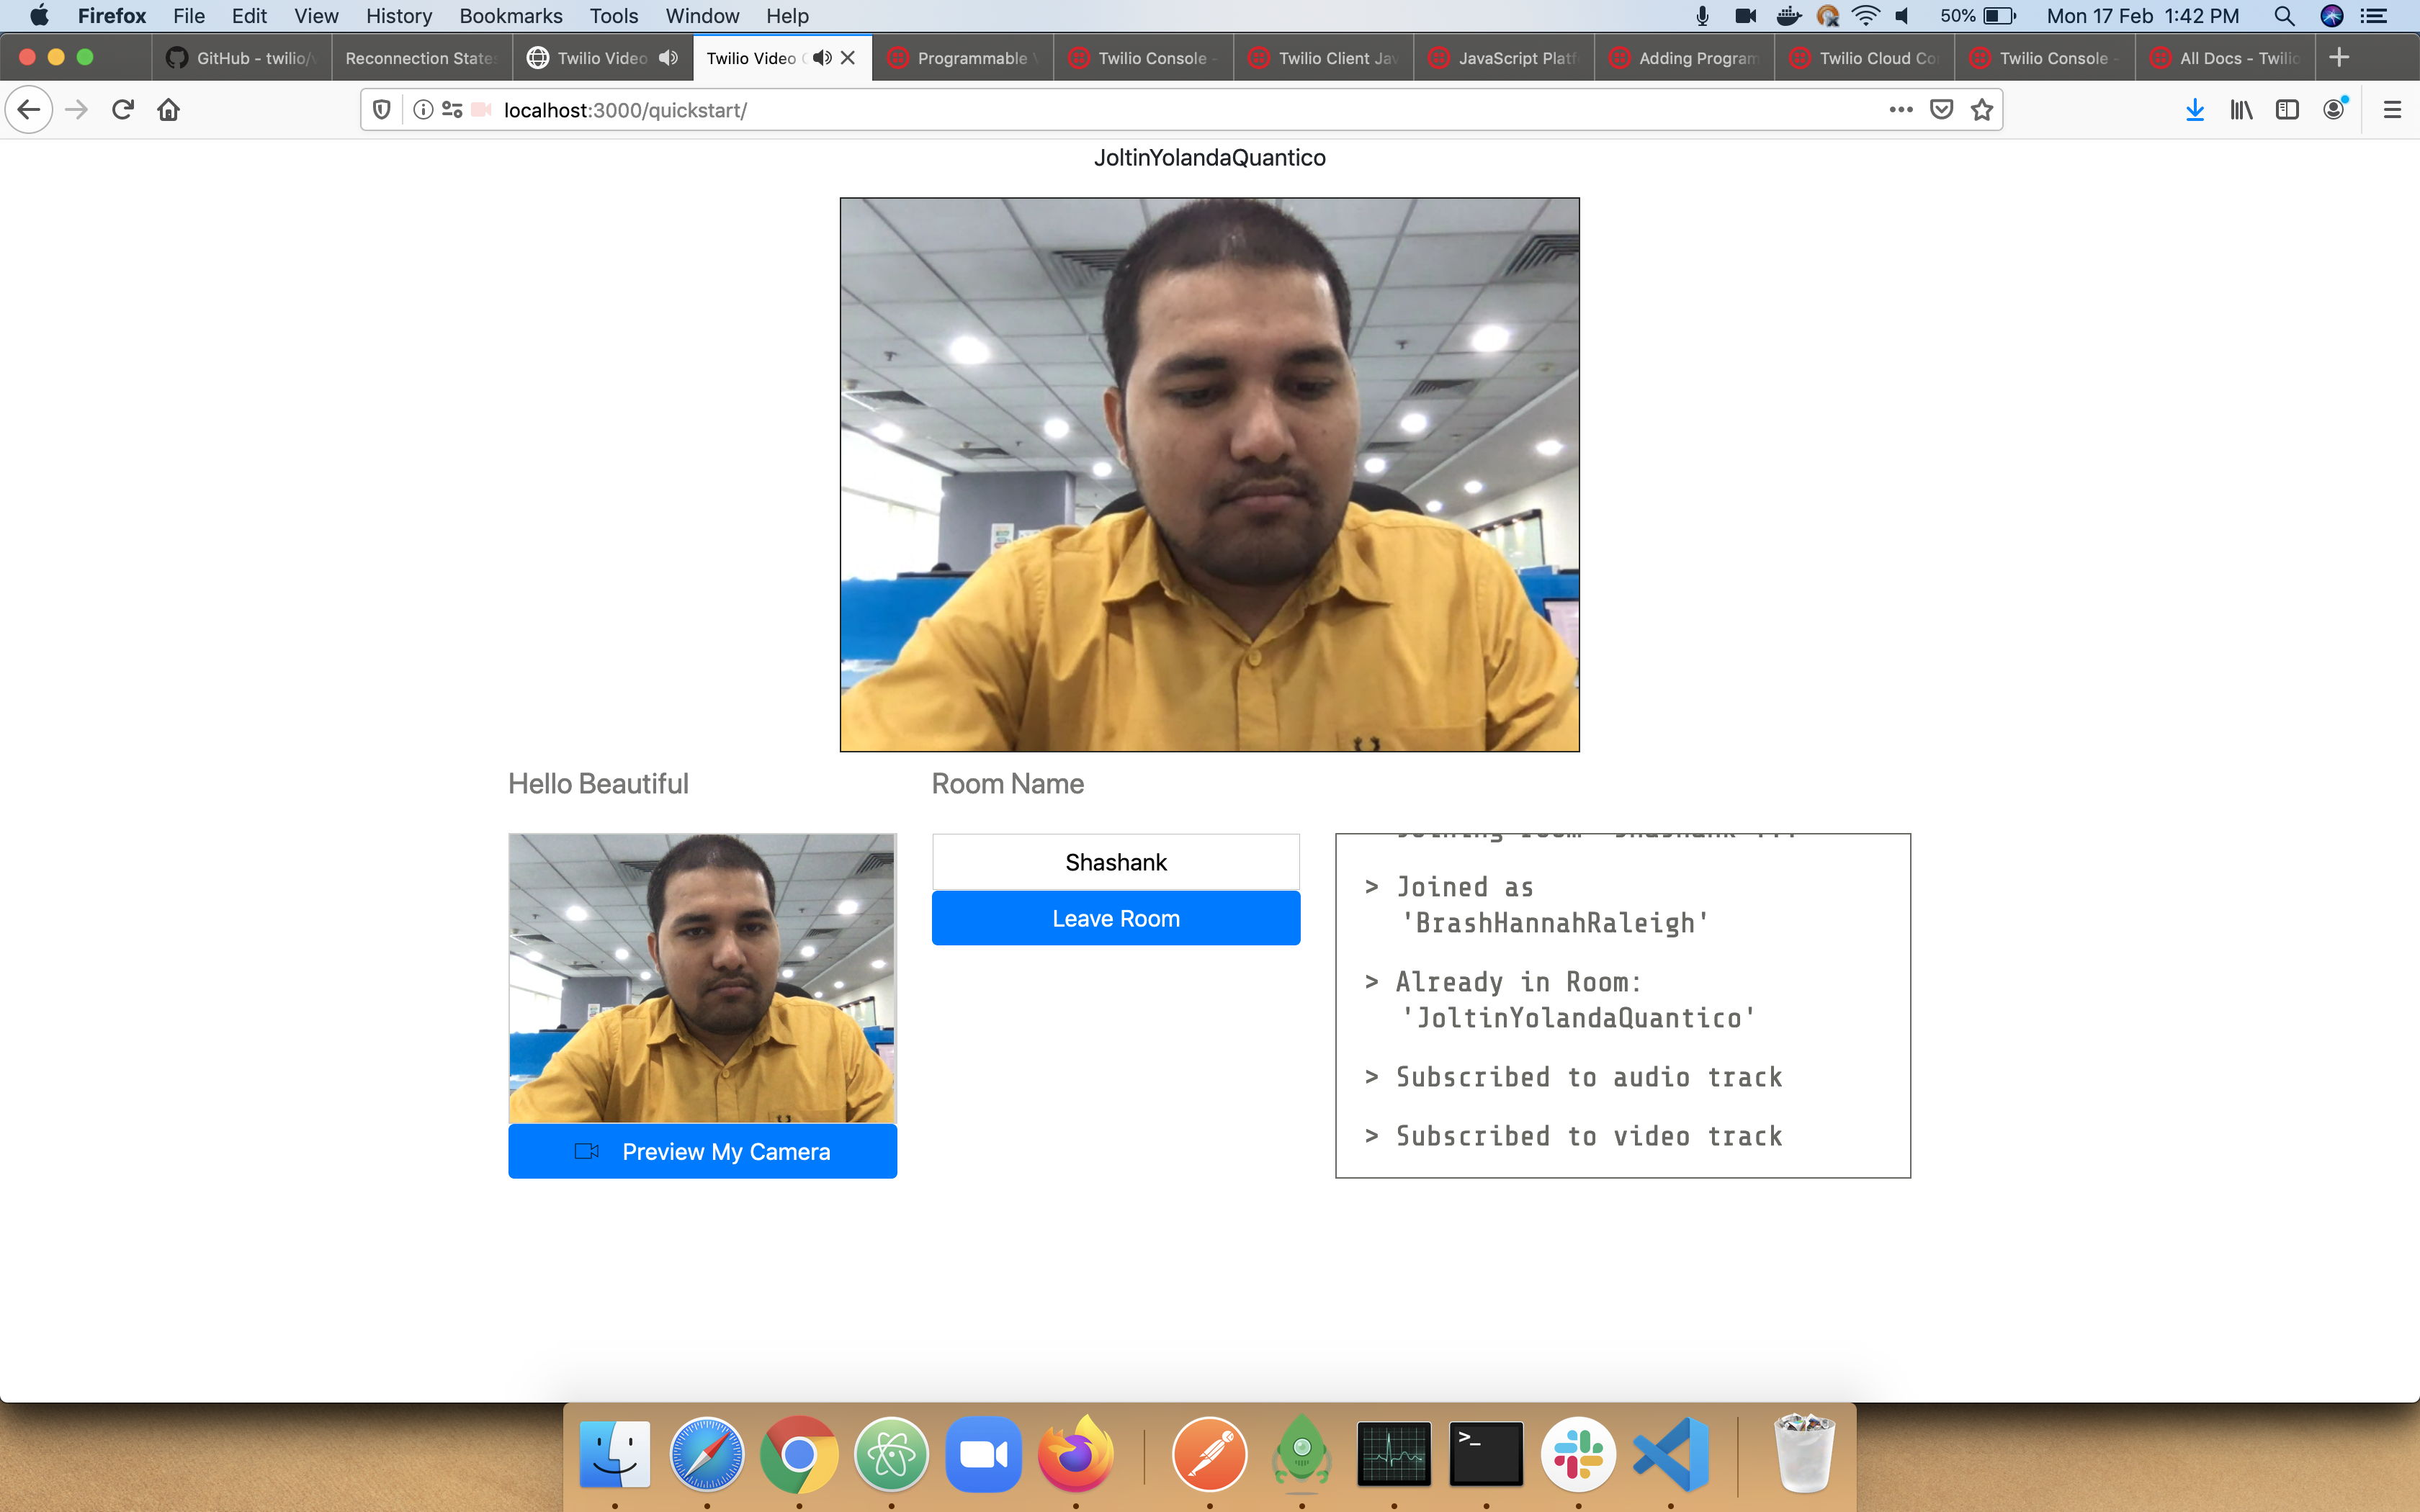 Firefox File Edit View History Bookmarks Tools Window Help 50% Mon 17 Feb 1:42 PM
GitHub - twilio/ Reconnection States Twilio Video Twilio Video Programmable Twilio Console - Twilio Client Jav JavaScript Platf Adding Program Twilio Cloud Co Twilio Console - All Docs - Twilio
localhost:3000/quickstart/
JoltinYolandaQuantico
Hello Beautiful
Room Name
Shashank
Leave Room
Preview My Camera
> Joined as
'BrashHannahRaleigh'
> Already in Room:
'JoltinYolandaQuantico'
> Subscribed to audio track
> Subscribed to video track